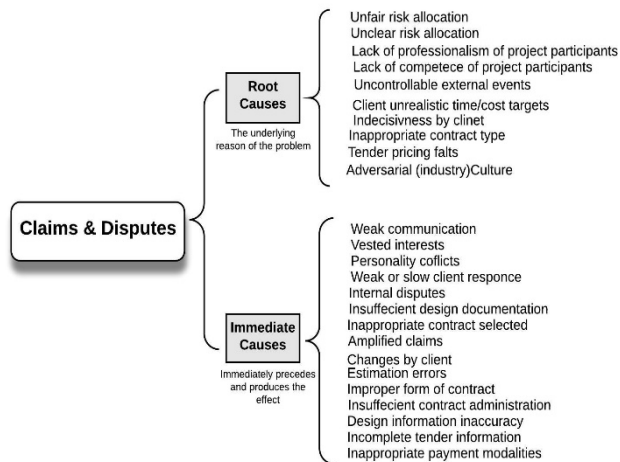 Claims & Disputes
Root
Causes
The underlying
reason of the problem
Unfair risk allocation
Unclear risk allocation
Lack of professionalism of project participants
Lack of competece of project participants
Uncontrollable external events
Client unrealistic time/cost targets
Indecisivness by clinet
Inappropriate contract type
Tender pricing falts
Adversarial (industry)Culture
Immediate
Causes
Immediately precedes
and produces the
effect
Weak communication
Vested interests
Personality coflicts
Weak or slow client responce
Internal disputes
Insuffecient design documentation
Inappropriate contract selected
Amplified claims
Changes by client
Estimation errors
Improper form of contract
Insuffecient contract administration
Design information inaccuracy
Incomplete tender information
Inappropriate payment modalities